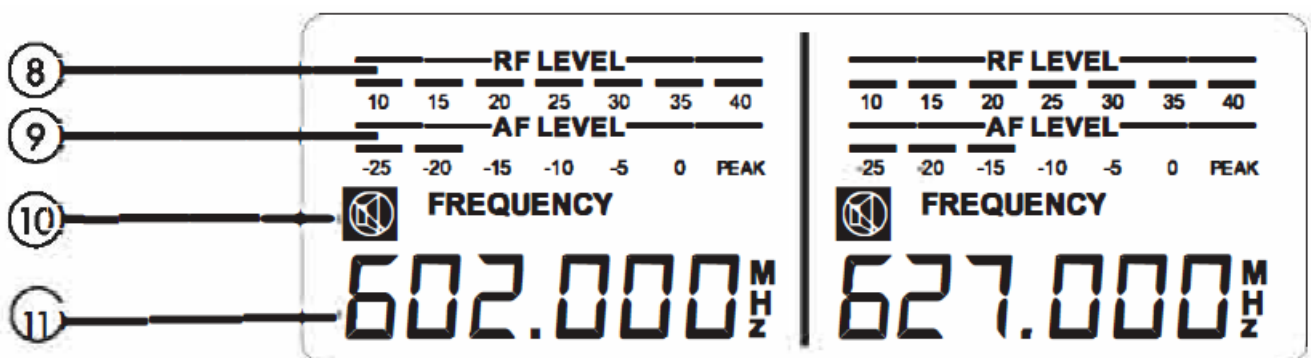 8
RF LEVEL
10 15 20 25 30 35 40
9
AF LEVEL
-25 -20 -15 -10 -5 0 PEAK
10
FREQUENCY
11
602.000 MHz
RF LEVEL
10 15 20 25 30 35 40
AF LEVEL
-25 -20 -15 -10 -5 0 PEAK
FREQUENCY
627.000 MHz